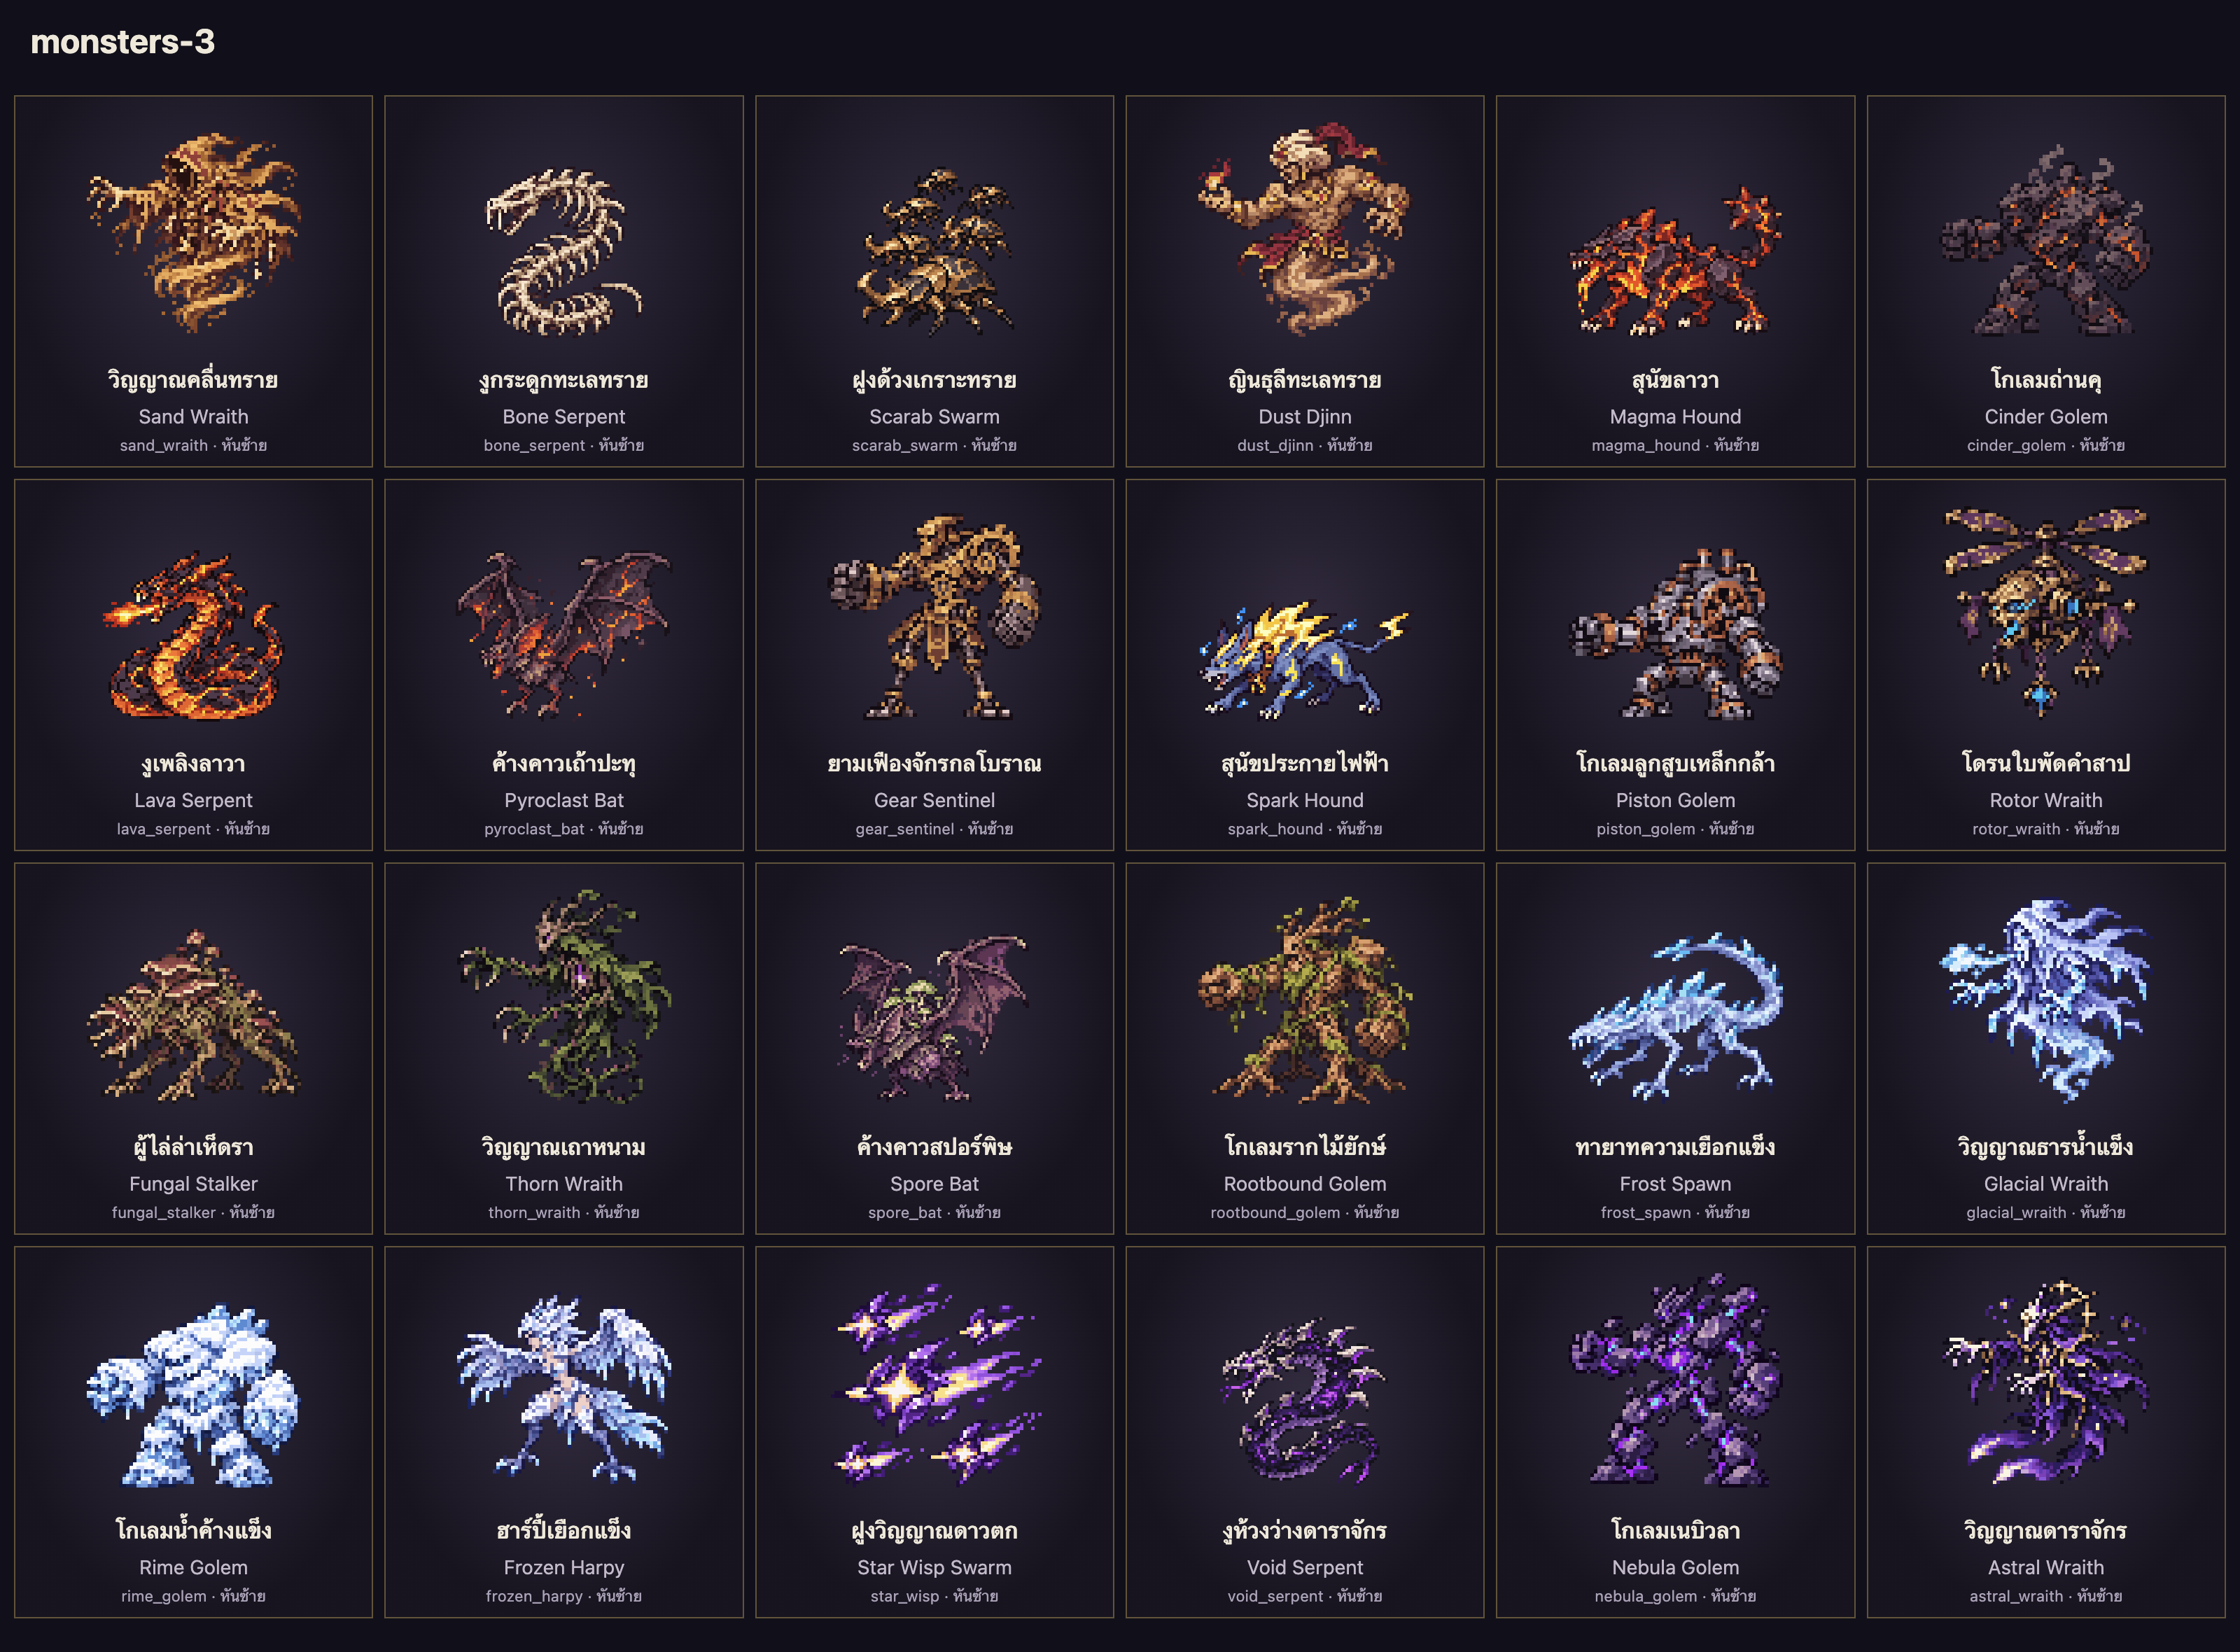 monsters-3
วิญญาณคลื่นทราย
Sand Wraith
sand_wraith · หันซ้าย
งูกระดูกทะเลทราย
Bone Serpent
bone_serpent · หันซ้าย
ฝูงด้วงเกราะทราย
Scarab Swarm
scarab_swarm · หันซ้าย
ญินธุลีทะเลทราย
Dust Djinn
dust_djinn · หันซ้าย
สุนัขลาวา
Magma Hound
magma_hound · หันซ้าย
โกเลมถ่านคุ
Cinder Golem
cinder_golem · หันซ้าย
งูเพลิงลาวา
Lava Serpent
lava_serpent · หันซ้าย
ค้างคาวเถ้าปะทุ
Pyroclast Bat
pyroclast_bat · หันซ้าย
ยามเฟืองจักรกลโบราณ
Gear Sentinel
gear_sentinel · หันซ้าย
สุนัขประกายไฟฟ้า
Spark Hound
spark_hound · หันซ้าย
โกเลมลูกสูบเหล็กกล้า
Piston Golem
piston_golem · หันซ้าย
โดรนใบพัดคำสาป
Rotor Wraith
rotor_wraith · หันซ้าย
ผู้ไล่ล่าเห็ดรา
Fungal Stalker
fungal_stalker · หันซ้าย
วิญญาณเถาหนาม
Thorn Wraith
thorn_wraith · หันซ้าย
ค้างคาวสปอร์พิษ
Spore Bat
spore_bat · หันซ้าย
โกเลมรากไม้ยักษ์
Rootbound Golem
rootbound_golem · หันซ้าย
ทายาทความเยือกแข็ง
Frost Spawn
frost_spawn · หันซ้าย
วิญญาณธารน้ำแข็ง
Glacial Wraith
glacial_wraith · หันซ้าย
โกเลมน้ำค้างแข็ง
Rime Golem
rime_golem · หันซ้าย
ฮาร์ปี้เยือกแข็ง
Frozen Harpy
frozen_harpy · หันซ้าย
ฝูงวิญญาณดาวตก
Star Wisp Swarm
star_wisp · หันซ้าย
งูห้วงว่างดาราจักร
Void Serpent
void_serpent · หันซ้าย
โกเลมเนบิวลา
Nebula Golem
nebula_golem · หันซ้าย
วิญญาณดาราจักร
Astral Wraith
astral_wraith · หันซ้าย